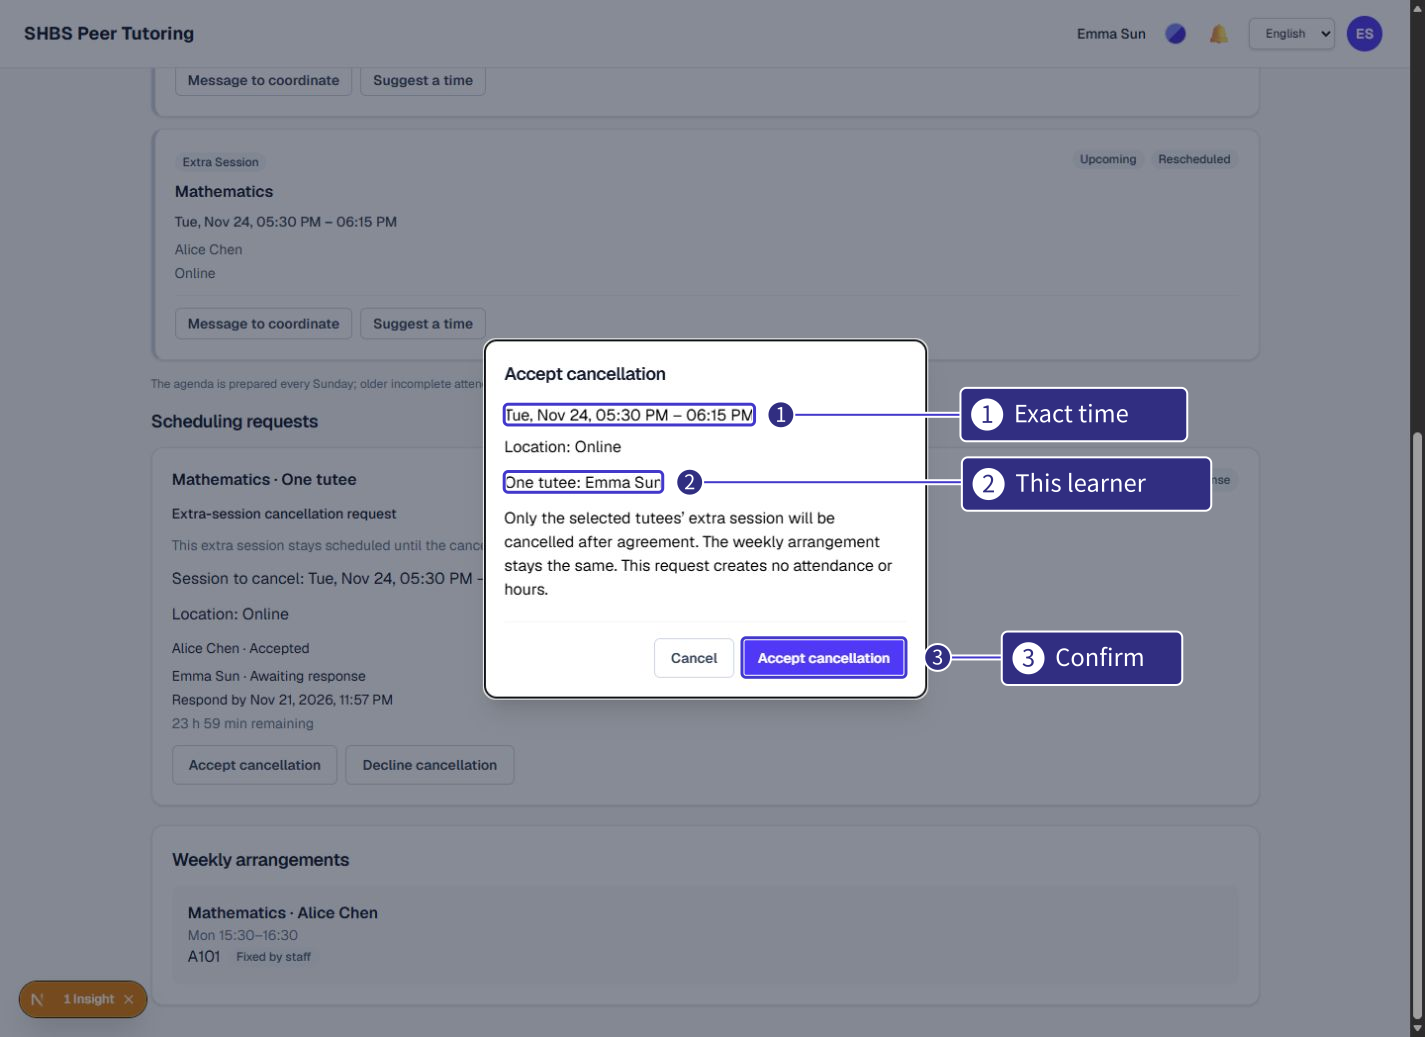 SHBS Peer Tutoring
Emma Sun
English
ES
Message to coordinate
Suggest a time
Extra Session
Upcoming
Rescheduled
Mathematics
Tue, Nov 24, 05:30 PM – 06:15 PM
Alice Chen
Online
Message to coordinate
Suggest a time
The agenda is prepared every Sunday; older incomplete
Scheduling requests
Mathematics · One tutee
Extra-session cancellation request
This extra session stays scheduled until the
Session to cancel: Tue, Nov 24, 05:30 PM -
Location: Online
Alice Chen · Accepted
Emma Sun · Awaiting response
Respond by Nov 21, 2026, 11:57 PM
23 h 59 min remaining
Accept cancellation
Decline cancellation
Accept cancellation
Tue, Nov 24, 05:30 PM – 06:15 PM
1
1 Exact time
Location: Online
One tutee: Emma Sun
2
2 This learner
Only the selected tutees’ extra session will be
cancelled after agreement. The weekly arrangement
stays the same. This request creates no attendance or
hours.
Cancel
Accept cancellation
3
3 Confirm
Weekly arrangements
Mathematics · Alice Chen
Mon 15:30–16:30
A101
Fixed by staff
N
1 Insight